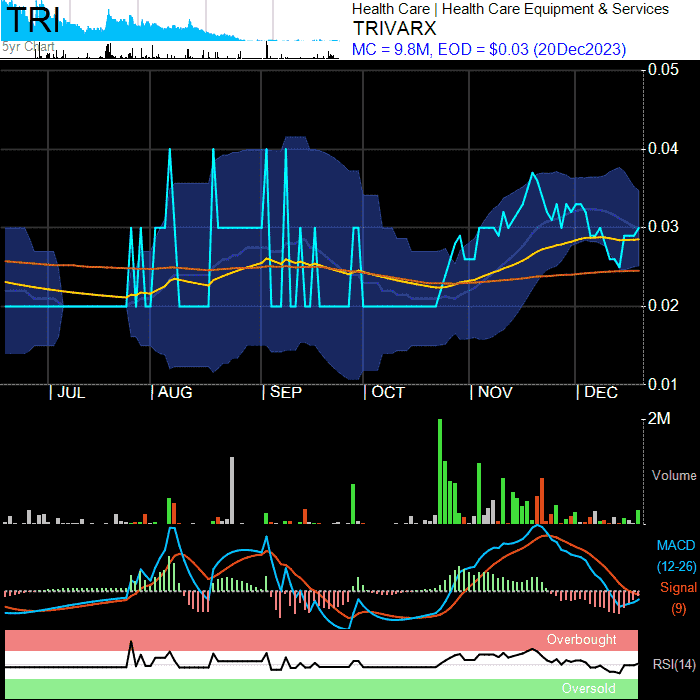 TRI
5yr Chart
Health Care | Health Care Equipment & Services
TRIVARX
MC = 9.8M, EOD = $0.03 (20Dec2023)
0.05
0.04
0.03
0.02
0.01
| JUL | AUG | SEP | OCT | NOV | DEC
2M
Volume
MACD
(12-26)
Signal
(9)
Overbought
RSI(14)
Oversold